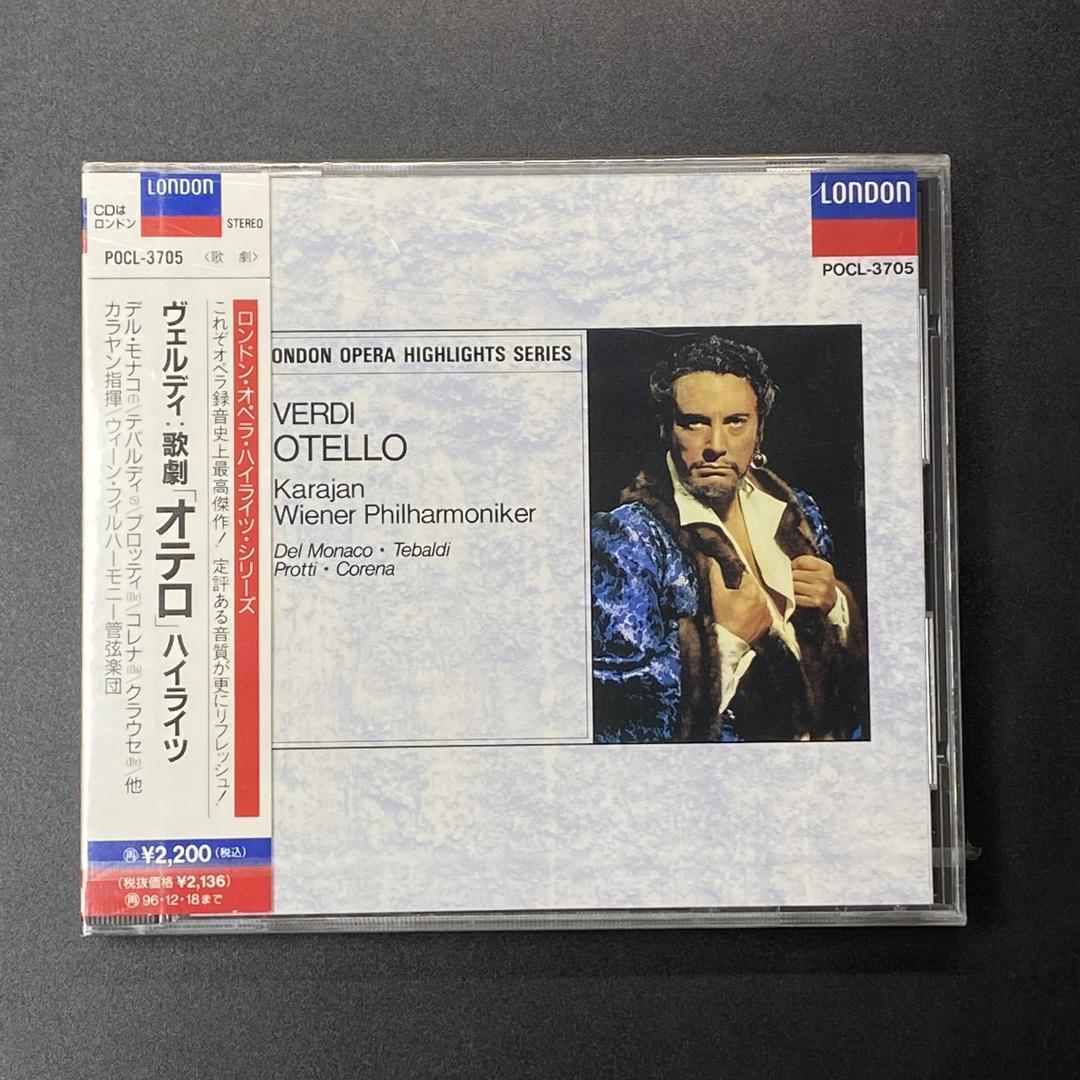 CDは
ロンドン
LONDON
STEREO
POCL-3705 〈歌 劇〉
ロンドン・オペラ・ハイライツ・シリーズ
これぞオペラ録音史上最高傑作! 定評ある音質が更にリフレッシュ!
ヴェルディ:歌劇「オテロ」ハイライツ
デル・モナコ(T)/テバルディ(S)/プロッティ(Br)/コレナ(Bs)/クラウセ(Br)/他
カラヤン指揮/ウィーン・フィルハーモニー管弦楽団
再 ¥2,200(税込)
(税抜価格 ¥2,136)
再 96・12・18まで
LONDON
POCL-3705
ONDON OPERA HIGHLIGHTS SERIES
VERDI
OTELLO
Karajan
Wiener Philharmoniker
Del Monaco・Tebaldi
Protti・Corena